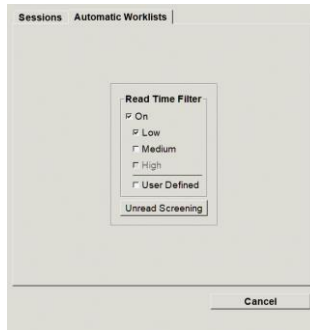 Sessions Automatic Worklists
Read Time Filter
On
Low
Medium
High
User Defined
Unread Screening
Cancel